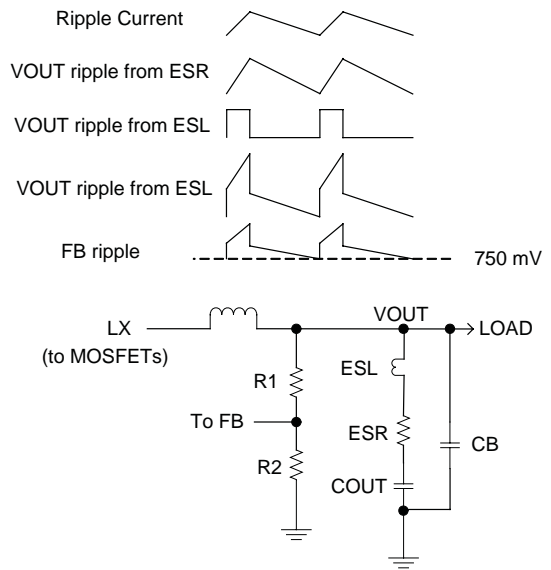 Ripple Current
VOUT ripple from ESR
VOUT ripple from ESL
VOUT ripple from ESL
FB ripple
750 mV
VOUT
LX
LOAD
(to MOSFETs)
ESL
R1
To FB
ESR
CB
R2
COUT